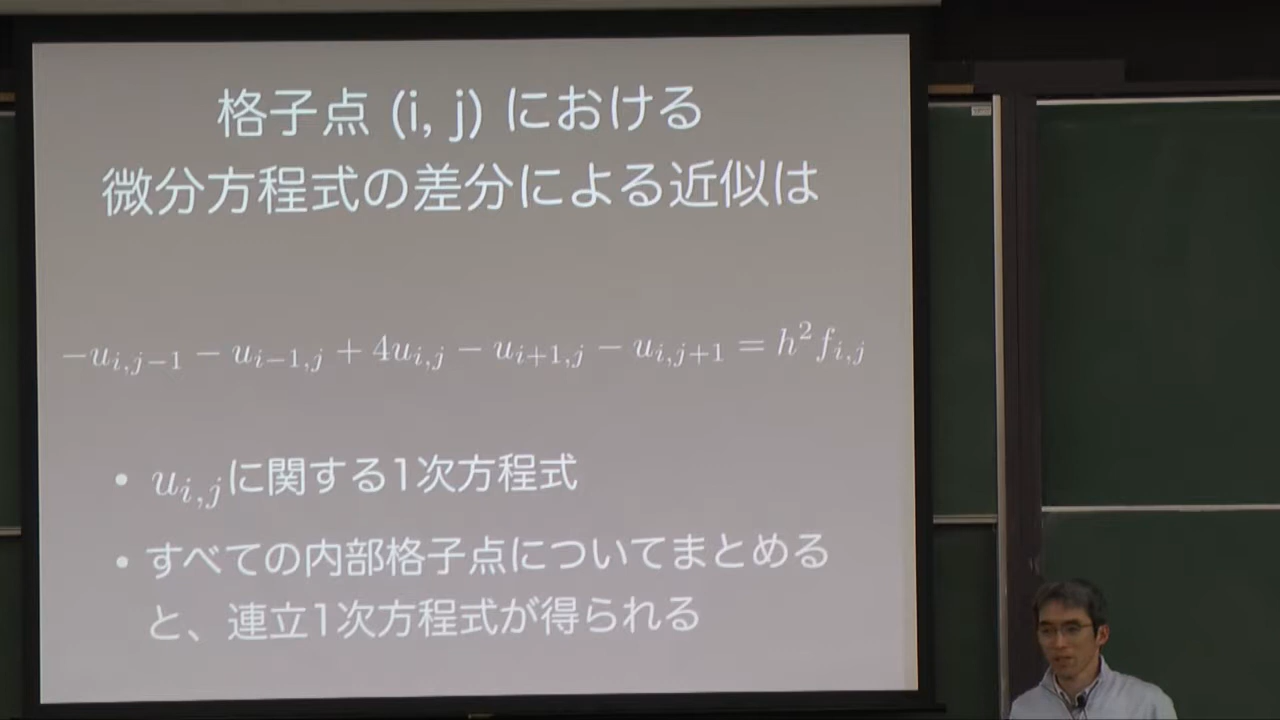 格子点 (i, j) における
微分方程式の差分による近似は
−u_{i,j−1} − u_{i−1,j} + 4u_{i,j} − u_{i+1,j} − u_{i,j+1} = h²f_{i,j}
• u_{i,j}に関する1次方程式
• すべての内部格子点についてまとめる
と、連立1次方程式が得られる